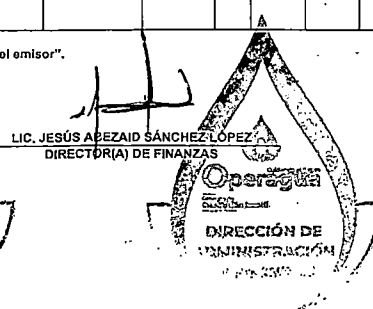 el emisor".
LIC. JESÚS ABEZAID SÁNCHEZ LÓPEZ
DIRECTOR(A) DE FINANZAS
Operagua
DIRECCIÓN DE
ADMINISTRACIÓN